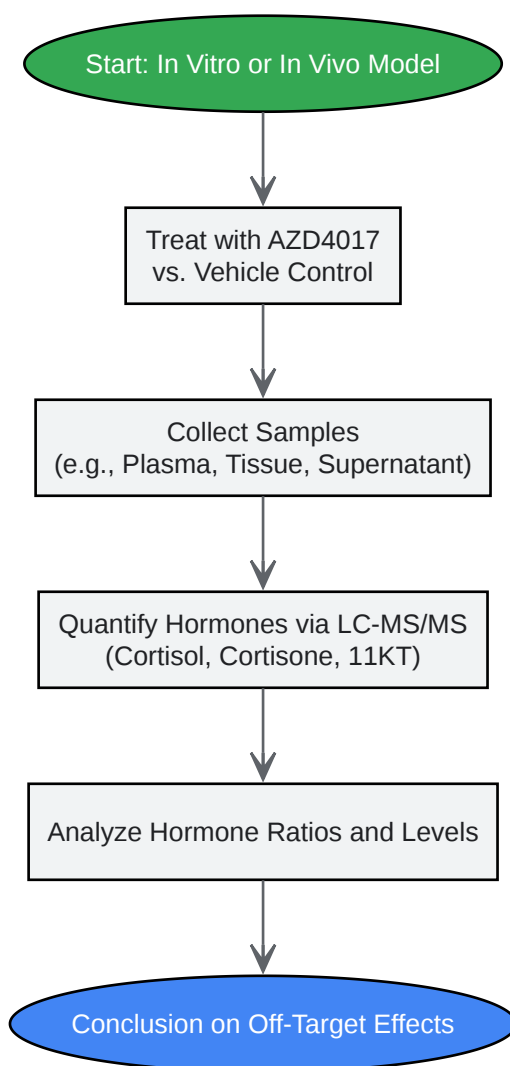 Start: In Vitro or In Vivo Model
Treat with AZD4017
vs. Vehicle Control
Collect Samples
(e.g., Plasma, Tissue, Supernatant)
Quantify Hormones via LC-MS/MS
(Cortisol, Cortisone, 11KT)
Analyze Hormone Ratios and Levels
Conclusion on Off-Target Effects